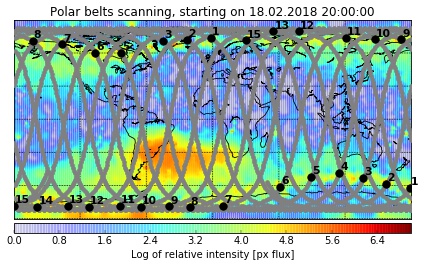 Polar belts scanning, starting on 18.02.2018 20:00:00
13 12
8 7 6 5 3 2 1 15 11 10 9
6 5 4 3 2 1
15 14 13 12 11 10 9 8 7
0.0 0.8 1.6 2.4 3.2 4.0 4.8 5.6 6.4
Log of relative intensity [px flux]